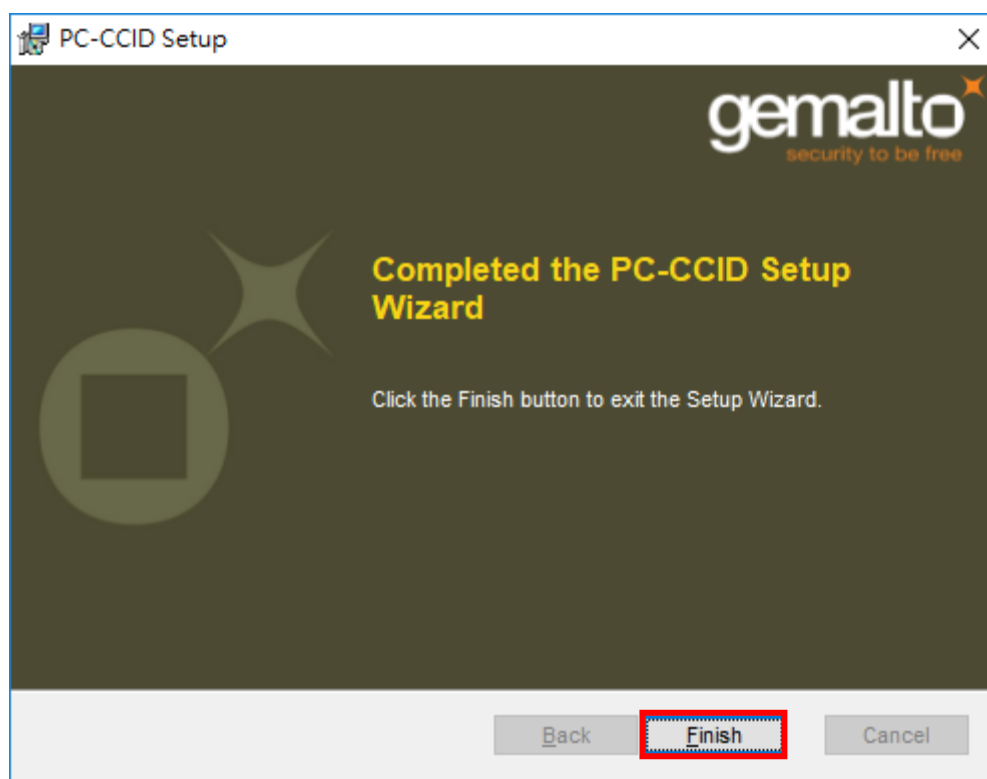 PC-CCID Setup
gemalto
security to be free
Completed the PC-CCID Setup
Wizard
Click the Finish button to exit the Setup Wizard.
Back
Finish
Cancel